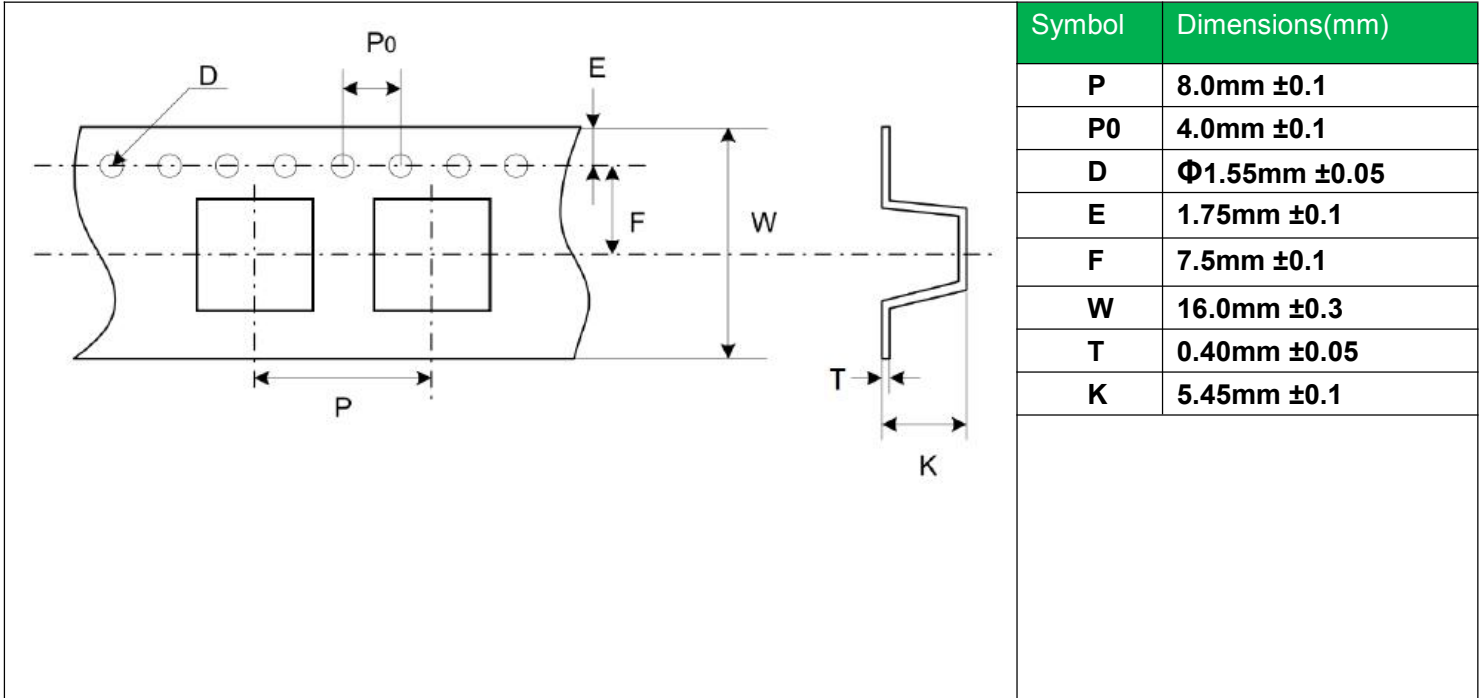 P0
D
E
F
W
P
T
K
Symbol Dimensions(mm)
P 8.0mm ±0.1
P0 4.0mm ±0.1
D Φ1.55mm ±0.05
E 1.75mm ±0.1
F 7.5mm ±0.1
W 16.0mm ±0.3
T 0.40mm ±0.05
K 5.45mm ±0.1